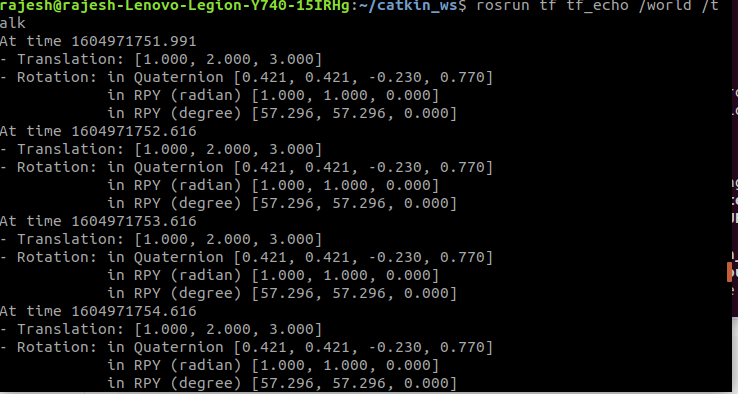 rajesh@rajesh-Lenovo-Legion-Y740-15IRHg:~/catkin_ws$ rosrun tf tf_echo /world /t
alk
At time 1604971751.991
- Translation: [1.000, 2.000, 3.000]
- Rotation: in Quaternion [0.421, 0.421, -0.230, 0.770]
            in RPY (radian) [1.000, 1.000, 0.000]
            in RPY (degree) [57.296, 57.296, 0.000]
At time 1604971752.616
- Translation: [1.000, 2.000, 3.000]
- Rotation: in Quaternion [0.421, 0.421, -0.230, 0.770]
            in RPY (radian) [1.000, 1.000, 0.000]
            in RPY (degree) [57.296, 57.296, 0.000]
At time 1604971753.616
- Translation: [1.000, 2.000, 3.000]
- Rotation: in Quaternion [0.421, 0.421, -0.230, 0.770]
            in RPY (radian) [1.000, 1.000, 0.000]
            in RPY (degree) [57.296, 57.296, 0.000]
At time 1604971754.616
- Translation: [1.000, 2.000, 3.000]
- Rotation: in Quaternion [0.421, 0.421, -0.230, 0.770]
            in RPY (radian) [1.000, 1.000, 0.000]
            in RPY (degree) [57.296, 57.296, 0.000]